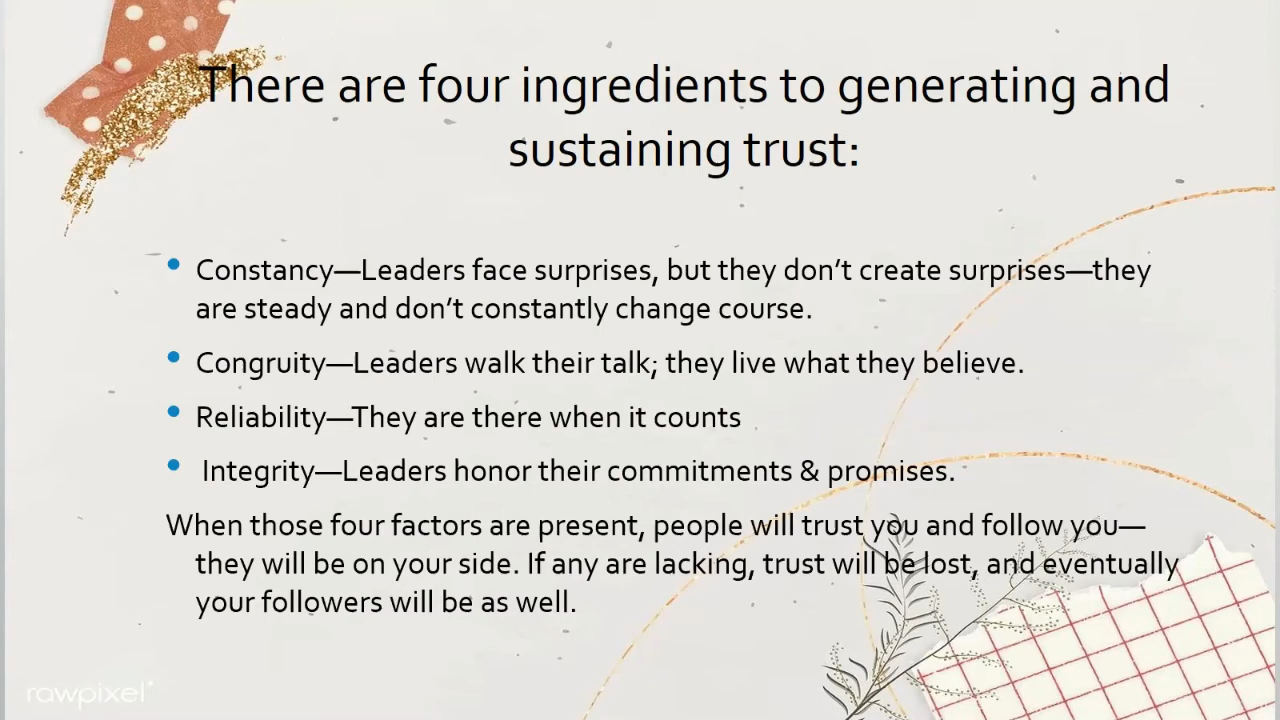 There are four ingredients to generating and
sustaining trust:
• Constancy—Leaders face surprises, but they don’t create surprises—they
are steady and don’t constantly change course.
• Congruity—Leaders walk their talk; they live what they believe.
• Reliability—They are there when it counts
• Integrity—Leaders honor their commitments & promises.
When those four factors are present, people will trust you and follow you—
they will be on your side. If any are lacking, trust will be lost, and eventually
your followers will be as well.
rawpixel